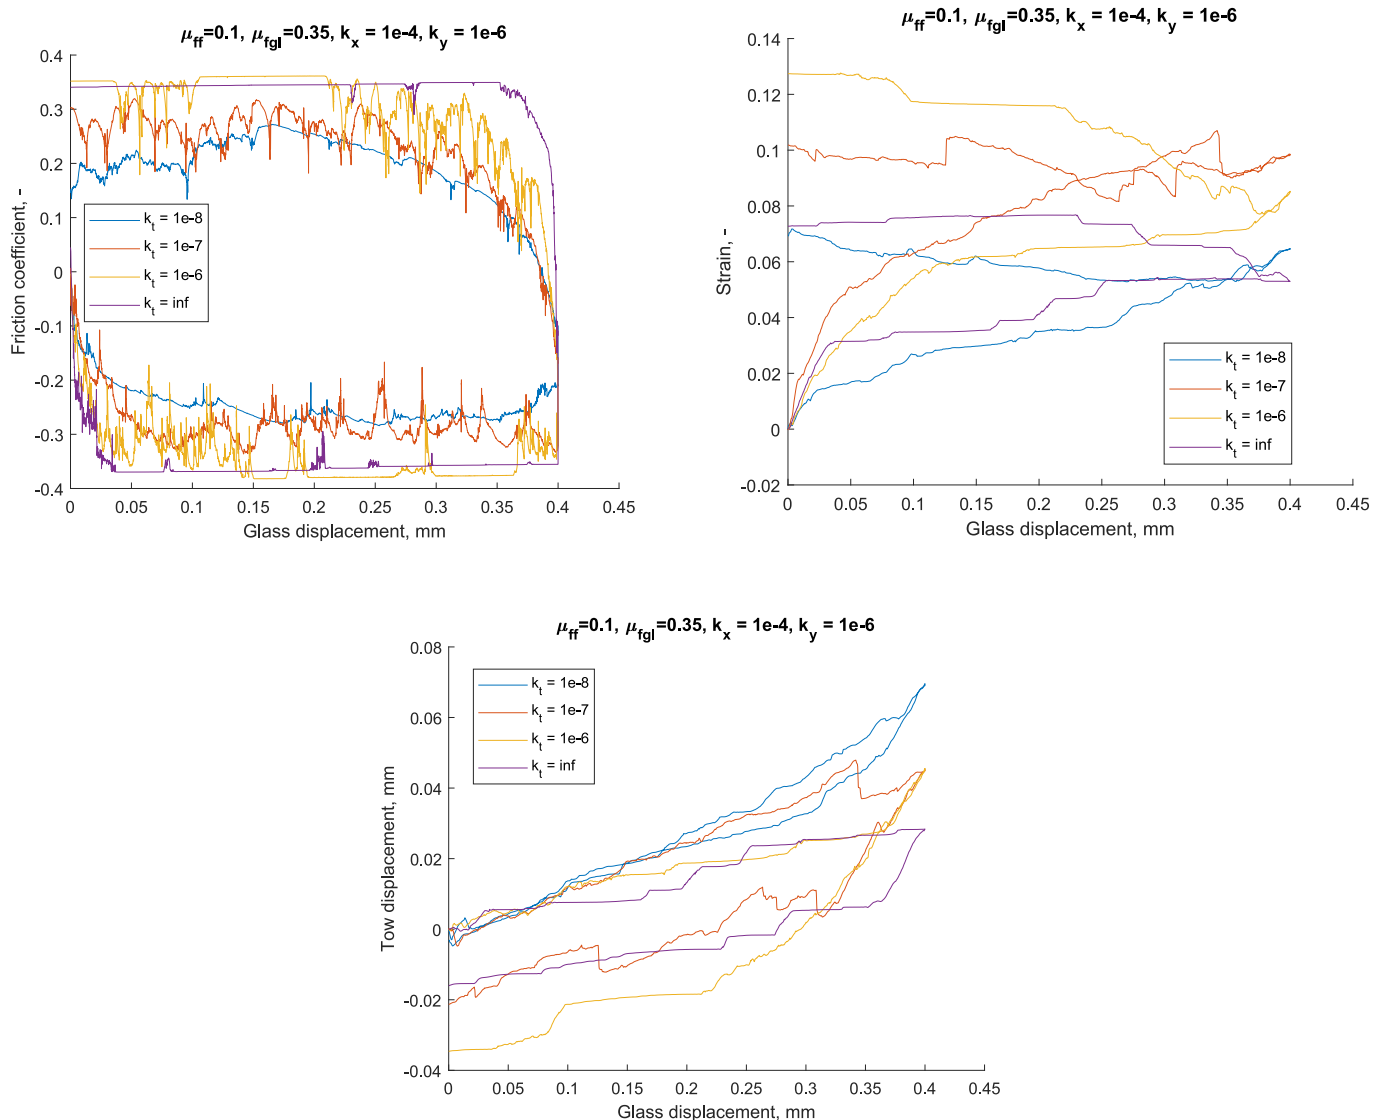 μff=0.1, μfgl=0.35, kx = 1e-4, ky = 1e-6
0.4
0.3
0.2
0.1
0
-0.1
-0.2
-0.3
-0.4
Friction coefficient, -
kt = 1e-8
kt = 1e-7
kt = 1e-6
kt = inf
0 0.05 0.1 0.15 0.2 0.25 0.3 0.35 0.4 0.45
Glass displacement, mm
μff=0.1, μfgl=0.35, kx = 1e-4, ky = 1e-6
0.14
0.12
0.1
0.08
0.06
0.04
0.02
0
-0.02
Strain, -
kt = 1e-8
kt = 1e-7
kt = 1e-6
kt = inf
0 0.05 0.1 0.15 0.2 0.25 0.3 0.35 0.4 0.45
Glass displacement, mm
μff=0.1, μfgl=0.35, kx = 1e-4, ky = 1e-6
0.08
0.06
0.04
0.02
0
-0.02
-0.04
Tow displacement, mm
kt = 1e-8
kt = 1e-7
kt = 1e-6
kt = inf
0 0.05 0.1 0.15 0.2 0.25 0.3 0.35 0.4 0.45
Glass displacement, mm